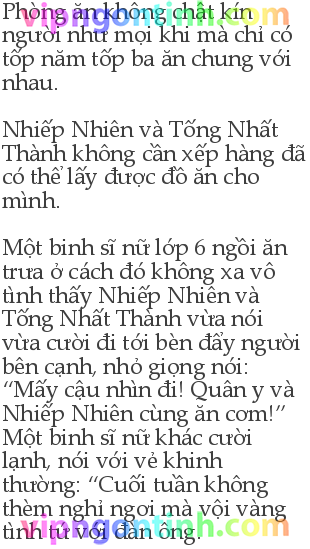 Phòng ăn không chật kín
người như mọi khi mà chỉ có
tốp năm tốp ba ăn chung với
nhau.
Nhiếp Nhiên và Tống Nhất
Thành không cần xếp hàng đã
có thể lấy được đồ ăn cho
mình.
Một binh sĩ nữ lớp 6 ngồi ăn
trưa ở cách đó không xa vô
tình thấy Nhiếp Nhiên và
Tống Nhất Thành vừa nói
vừa cười đi tới bèn đẩy người
bên cạnh, nhỏ giọng nói:
“Mấy cậu nhìn đi! Quân y và
Nhiếp Nhiên cùng ăn cơm!”
Một binh sĩ nữ khác cười
lạnh, nói với vẻ khinh
thường: “Cuối tuần không
thèm nghỉ ngơi mà vội vàng
tình tứ với đàn ông!
vipngontinh.com
vipngontinh.com